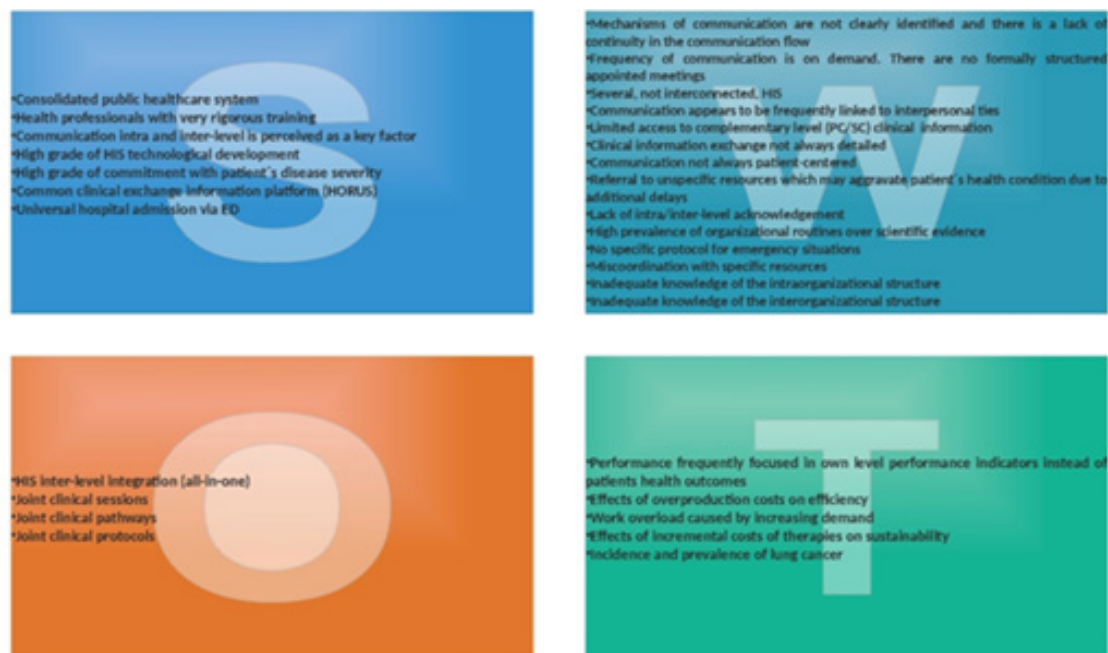 S
•Consolidated public healthcare system
•Health professionals with very rigorous training
•Communication intra and inter-level is perceived as a key factor
•High grade of HIS technological development
•High grade of commitment with patient´s disease severity
•Common clinical exchange information platform (HORUS)
•Universal hospital admission via ED
W
•Mechanisms of communication are not clearly identified and there is a lack of
continuity in the communication flow
•Frequency of communication is on demand. There are no formally structured
appointed meetings
•Several, not interconnected, HIS
•Communication appears to be frequently linked to interpersonal ties
•Limited access to complementary level (PC/SC) clinical information
•Clinical information exchange not always detailed
•Communication not always patient-centered
•Referral to unspecific resources which may aggravate patient´s health condition due to
additional delays
•Lack of intra/inter-level acknowledgement
•High prevalence of organizational routines over scientific evidence
•No specific protocol for emergency situations
•Miscoordination with specific resources
•Inadequate knowledge of the intraorganizational structure
•Inadequate knowledge of the interorganizational structure
O
•HIS inter-level integration (all-in-one)
•Joint clinical sessions
•Joint clinical pathways
•Joint clinical protocols
T
•Performance frequently focused in own level performance indicators instead of
patients health outcomes
•Effects of overproduction costs on efficiency
•Work overload caused by increasing demand
•Effects of incremental costs of therapies on sustainability
•Incidence and prevalence of lung cancer